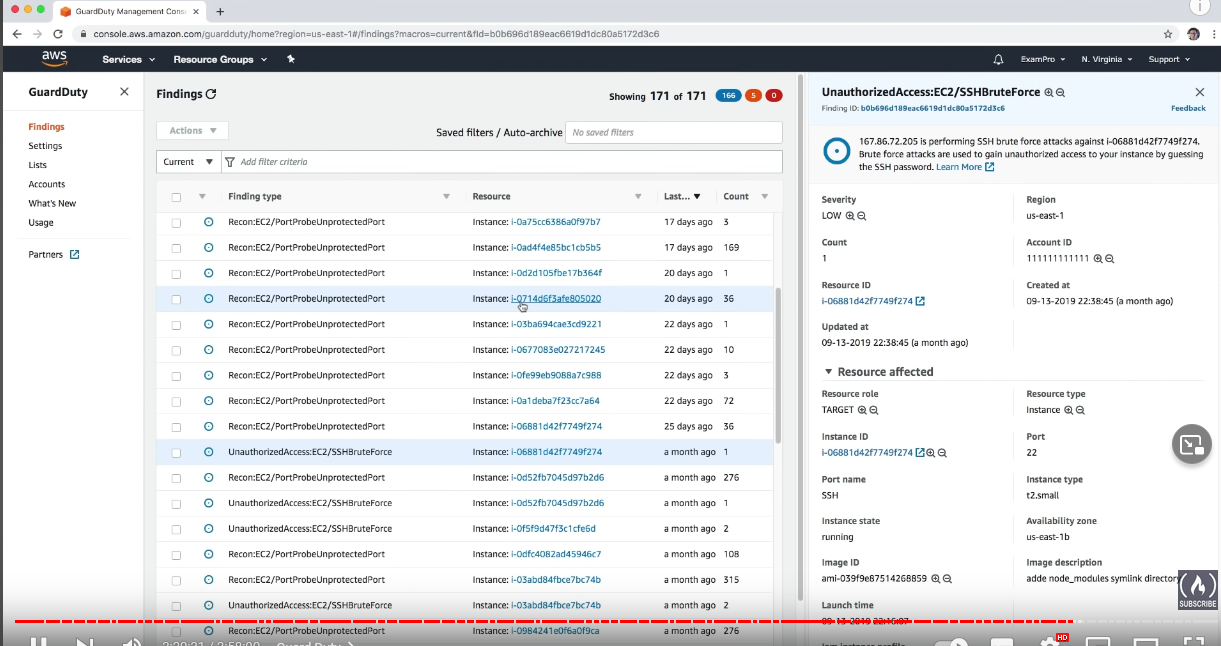 GuardDuty Management Cons
console.aws.amazon.com/guardduty/home?region=us-east-1#/findings?macros=current&fId=b0b696d189eac6619d1dc80a5172d3c6
aws Services Resource Groups ExamPro N. Virginia Support
GuardDuty
Findings
Settings
Lists
Accounts
What's New
Usage
Partners
Findings
Showing 171 of 171 166 5 0
Actions
Saved filters / Auto-archive No saved filters
Current Add filter criteria
Finding type Resource Last... Count
Recon:EC2/PortProbeUnprotectedPort Instance: i-0a75cc6386a0f97b7 17 days ago 3
Recon:EC2/PortProbeUnprotectedPort Instance: i-0ad4f4e85bc1cb5b5 17 days ago 169
Recon:EC2/PortProbeUnprotectedPort Instance: i-0d2d105fbe17b364f 20 days ago 1
Recon:EC2/PortProbeUnprotectedPort Instance: i-0714d6f3afe805020 20 days ago 36
Recon:EC2/PortProbeUnprotectedPort Instance: i-03ba694cae3cd9221 22 days ago 1
Recon:EC2/PortProbeUnprotectedPort Instance: i-0677083e027217245 22 days ago 10
Recon:EC2/PortProbeUnprotectedPort Instance: i-0fe99eb9088a7c988 22 days ago 3
Recon:EC2/PortProbeUnprotectedPort Instance: i-0a1deba7f23cc7a64 22 days ago 72
Recon:EC2/PortProbeUnprotectedPort Instance: i-06881d42f7749f274 25 days ago 36
UnauthorizedAccess:EC2/SSHBruteForce Instance: i-06881d42f7749f274 a month ago 1
Recon:EC2/PortProbeUnprotectedPort Instance: i-0d52fb7045d97b2d6 a month ago 276
UnauthorizedAccess:EC2/SSHBruteForce Instance: i-0d52fb7045d97b2d6 a month ago 1
UnauthorizedAccess:EC2/SSHBruteForce Instance: i-0f5f9d47f3c1cfe6d a month ago 2
Recon:EC2/PortProbeUnprotectedPort Instance: i-0dfc4082ad45946c7 a month ago 108
Recon:EC2/PortProbeUnprotectedPort Instance: i-03abd84fbce7bc74b a month ago 315
UnauthorizedAccess:EC2/SSHBruteForce Instance: i-03abd84fbce7bc74b a month ago 2
Recon:EC2/PortProbeUnprotectedPort Instance: i-0984241e0f6a0f9ca a month ago 276
UnauthorizedAccess:EC2/SSHBruteForce
Finding ID: b0b696d189eac6619d1dc80a5172d3c6 Feedback
167.86.72.205 is performing SSH brute force attacks against i-06881d42f7749f274.
Brute force attacks are used to gain unauthorized access to your instance by guessing
the SSH password. Learn More
Severity Region
LOW us-east-1
Count Account ID
1 111111111111
Resource ID Created at
i-06881d42f7749f274 09-13-2019 22:38:45 (a month ago)
Updated at
09-13-2019 22:38:45 (a month ago)
Resource affected
Resource role Resource type
TARGET Instance
Instance ID Port
i-06881d42f7749f274 22
Port name Instance type
SSH t2.small
Instance state Availability zone
running us-east-1b
Image ID Image description
ami-039f9e87514268859 adde node_modules symlink directory
SUBSCRIBE
Launch time
HD